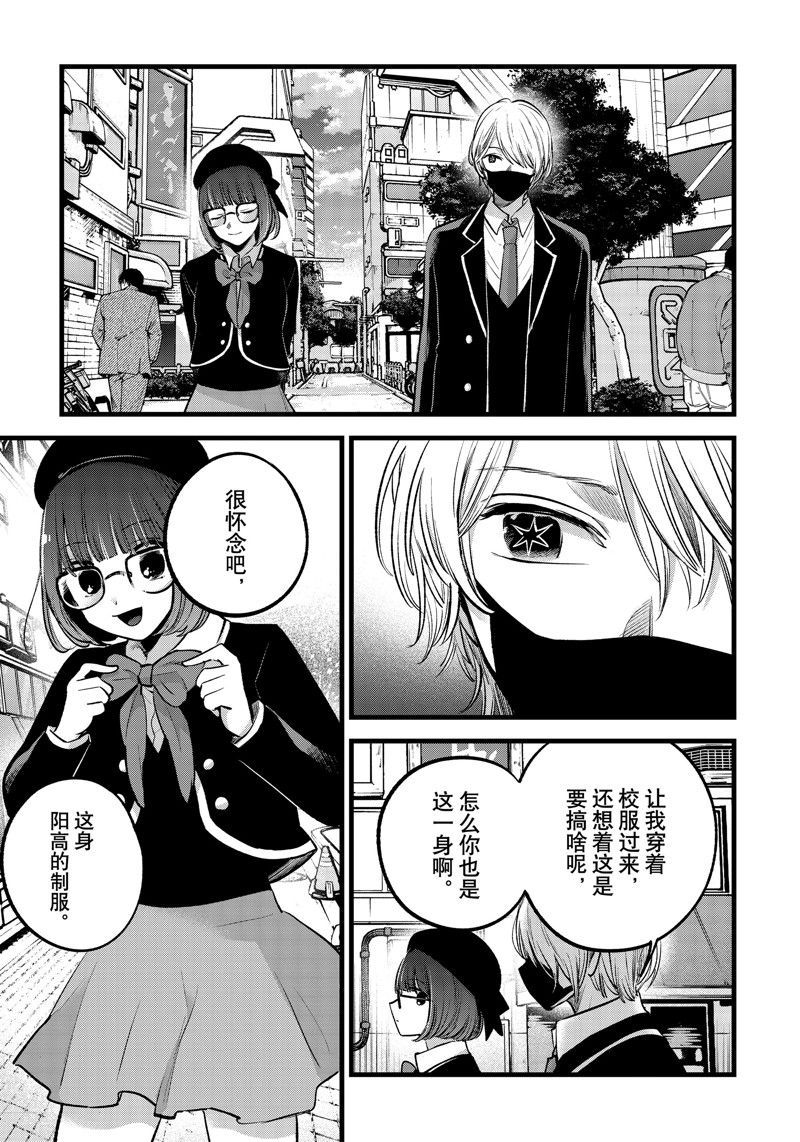 让我穿着
校服过来，
还想着这是
要搞啥呢，
怎么你也是
这一身啊。
很怀念吧，
这身
阳高的制服。